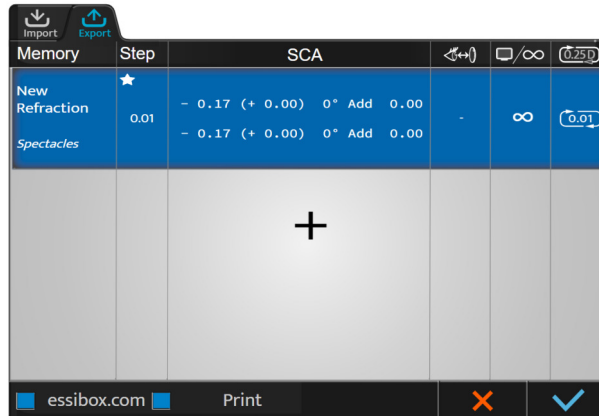 Import Export
Memory Step SCA /∞ 0.25D
New
Refraction
Spectacles
0.01
- 0.17 (+ 0.00) 0° Add 0.00
- 0.17 (+ 0.00) 0° Add 0.00
- ∞ 0.01
essibox.com Print